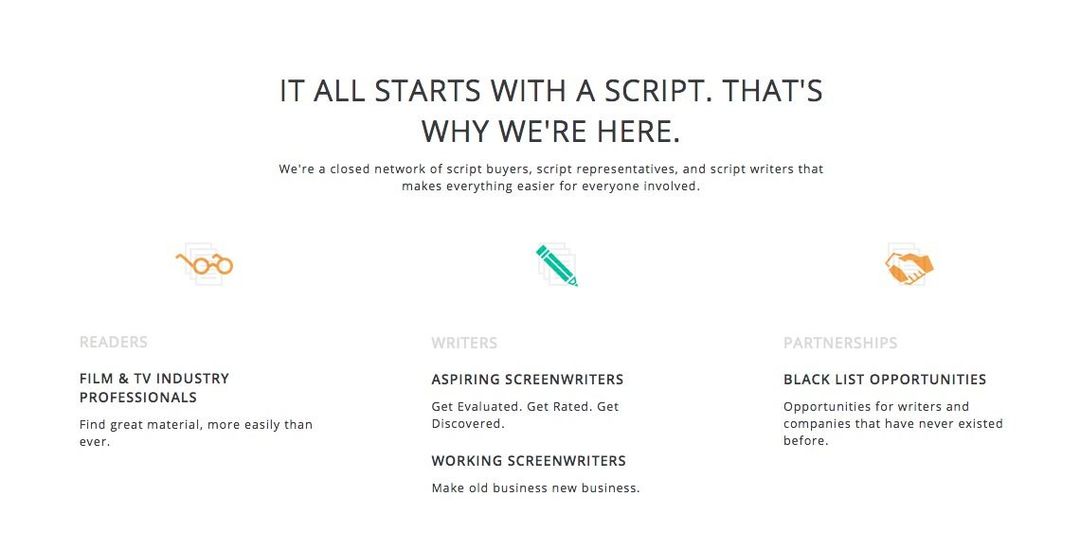 IT ALL STARTS WITH A SCRIPT. THAT'S
WHY WE'RE HERE.
We're a closed network of script buyers, script representatives, and script writers that
makes everything easier for everyone involved.
READERS
FILM & TV INDUSTRY
PROFESSIONALS
Find great material, more easily than
ever.
WRITERS
ASPIRING SCREENWRITERS
Get Evaluated. Get Rated. Get
Discovered.
WORKING SCREENWRITERS
Make old business new business.
PARTNERSHIPS
BLACK LIST OPPORTUNITIES
Opportunities for writers and
companies that have never existed
before.